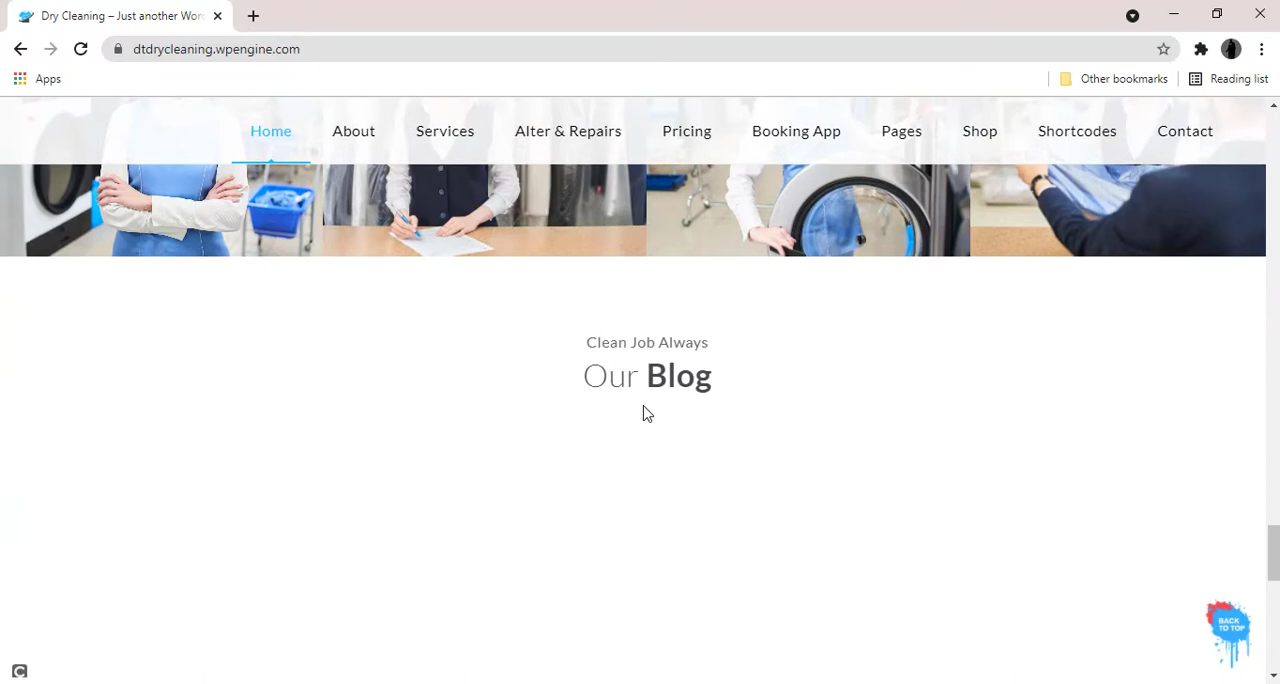 Dry Cleaning – Just another Wor
dtdrycleaning.wpengine.com
Apps
Other bookmarks
Reading list
Home
About
Services
Alter & Repairs
Pricing
Booking App
Pages
Shop
Shortcodes
Contact
Clean Job Always
Our Blog
BACK
TO TOP
C